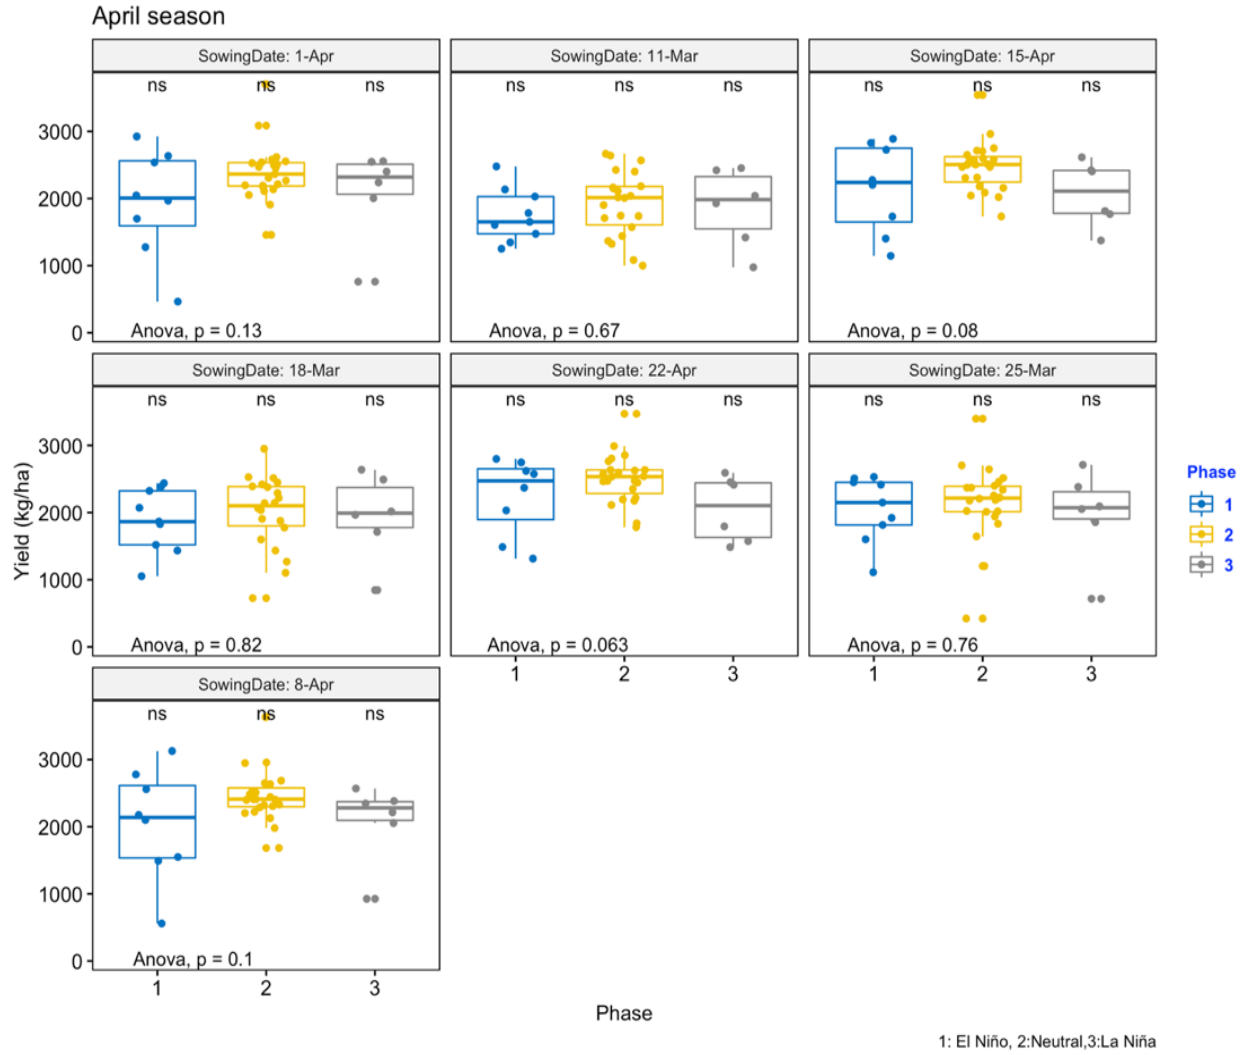 April season
SowingDate: 1-Apr
SowingDate: 11-Mar
SowingDate: 15-Apr
ns ns ns
ns ns ns
ns ns ns
3000
2000
1000
0
Anova, p = 0.13
Anova, p = 0.67
Anova, p = 0.08
SowingDate: 18-Mar
SowingDate: 22-Apr
SowingDate: 25-Mar
ns ns ns
ns ns ns
ns ns ns
3000
2000
1000
0
Anova, p = 0.82
Anova, p = 0.063
Anova, p = 0.76
1 2 3
1 2 3
SowingDate: 8-Apr
ns ns ns
3000
2000
1000
0
Anova, p = 0.1
1 2 3
Yield (kg/ha)
Phase
Phase
1
2
3
1: El Niño, 2:Neutral,3:La Niña